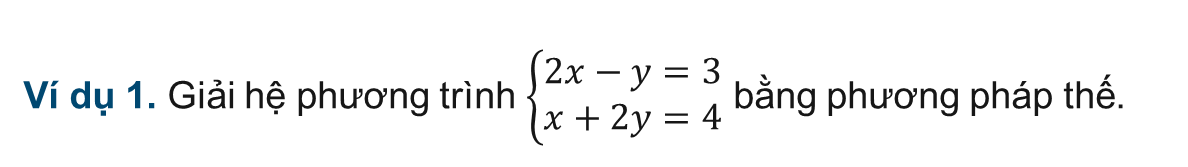 Ví dụ 1. Giải hệ phương trình {2x − y = 3
x + 2y = 4 bằng phương pháp thế.